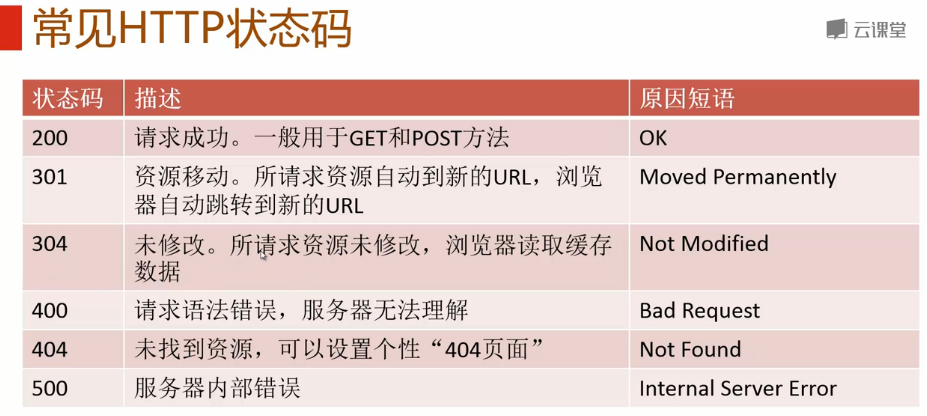 常见HTTP状态码
云课堂
状态码 描述 原因短语
200 请求成功。一般用于GET和POST方法 OK
301 资源移动。所请求资源自动到新的URL，浏览 Moved Permanently
器自动跳转到新的URL
304 未修改。所请求资源未修改，浏览器读取缓存 Not Modified
数据
400 请求语法错误，服务器无法理解 Bad Request
404 未找到资源，可以设置个性“404页面” Not Found
500 服务器内部错误 Internal Server Error